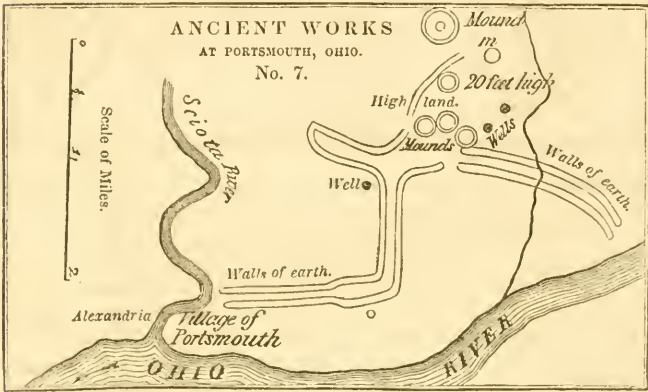 ANCIENT WORKS
AT PORTSMOUTH, OHIO.
No. 7.
Mound
m
20 feet high
High land.
Mounds
Wells
Walls of earth.
Well
Sciota River
Scale of Miles.
0
1
2
Walls of earth.
Alexandria
Village of
Portsmouth
OHIO RIVER